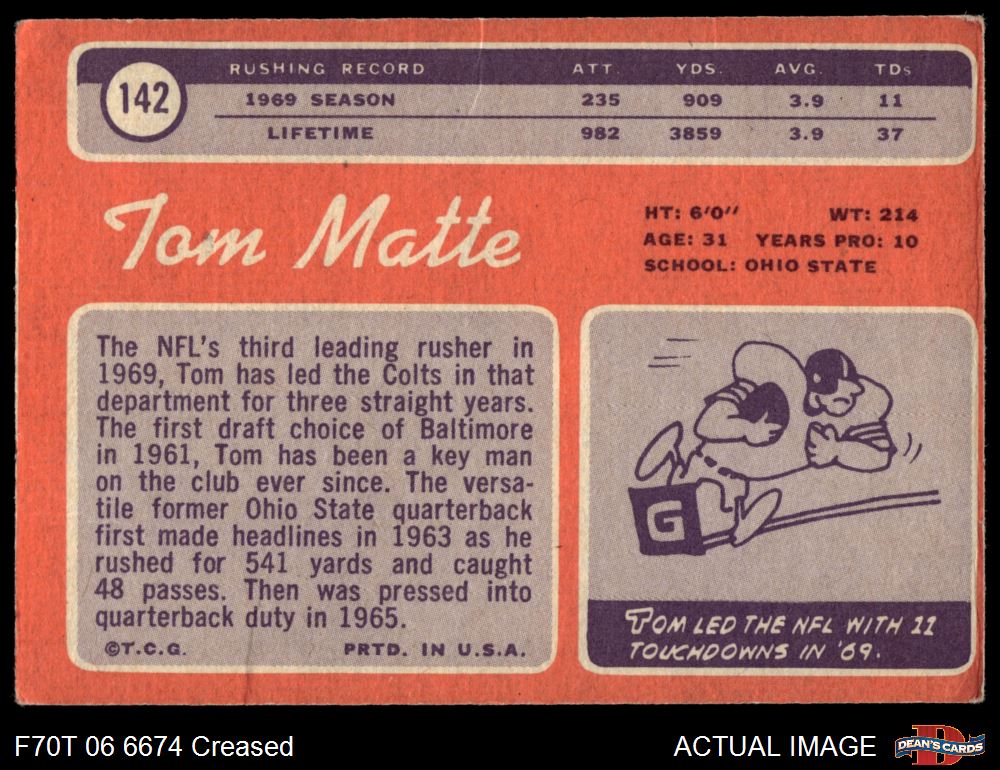 142
RUSHING RECORD ATT. YDS. AVG. TDs
1969 SEASON 235 909 3.9 11
LIFETIME 982 3859 3.9 37
Tom Matte
HT: 6'0" WT: 214
AGE: 31 YEARS PRO: 10
SCHOOL: OHIO STATE
The NFL's third leading rusher in
1969, Tom has led the Colts in that
department for three straight years.
The first draft choice of Baltimore
in 1961, Tom has been a key man
on the club ever since. The versa-
tile former Ohio State quarterback
first made headlines in 1963 as he
rushed for 541 yards and caught
48 passes. Then was pressed into
quarterback duty in 1965.
©T.C.G. PRTD. IN U.S.A.
G
TOM LED THE NFL WITH 11
TOUCHDOWNS IN '69.
F70T 06 6674 Creased
ACTUAL IMAGE
DEAN'S CARDS